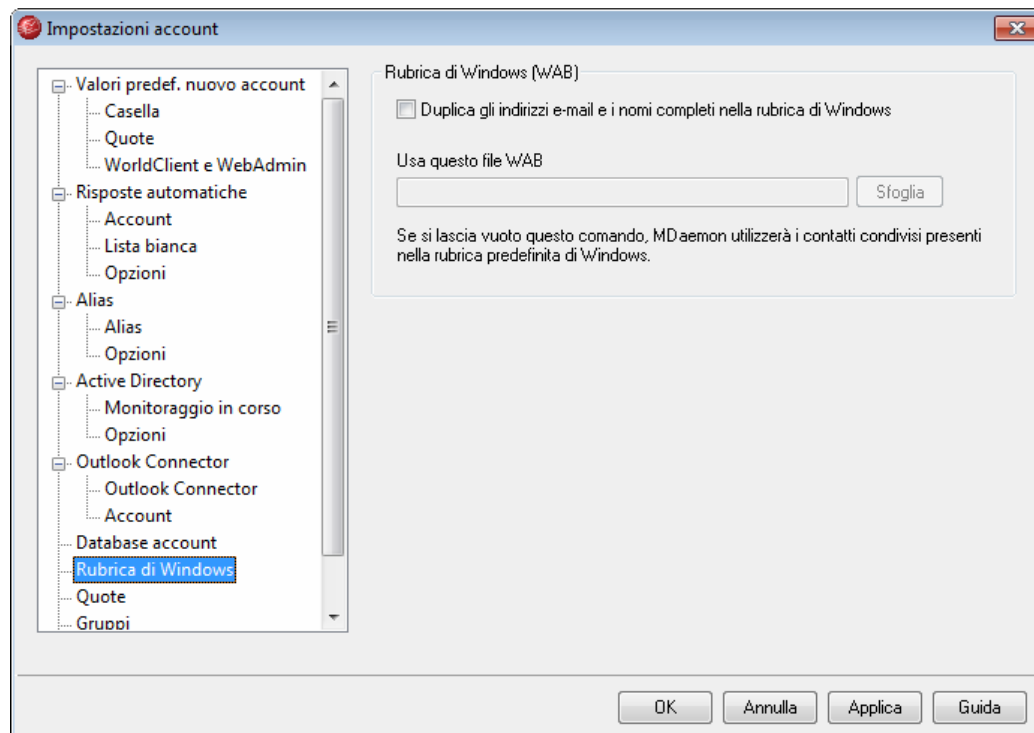 Impostazioni account
Valori predef. nuovo account
Casella
Quote
WorldClient e WebAdmin
Risposte automatiche
Account
Lista bianca
Opzioni
Alias
Alias
Opzioni
Active Directory
Monitoraggio in corso
Opzioni
Outlook Connector
Outlook Connector
Account
Database account
Rubrica di Windows
Quote
Gruppi
Rubrica di Windows (WAB)
Duplica gli indirizzi e-mail e i nomi completi nella rubrica di Windows
Usa questo file WAB
Sfoglia
Se si lascia vuoto questo comando, MDaemon utilizzerà i contatti condivisi presenti
nella rubrica predefinita di Windows.
OK
Annulla
Applica
Guida